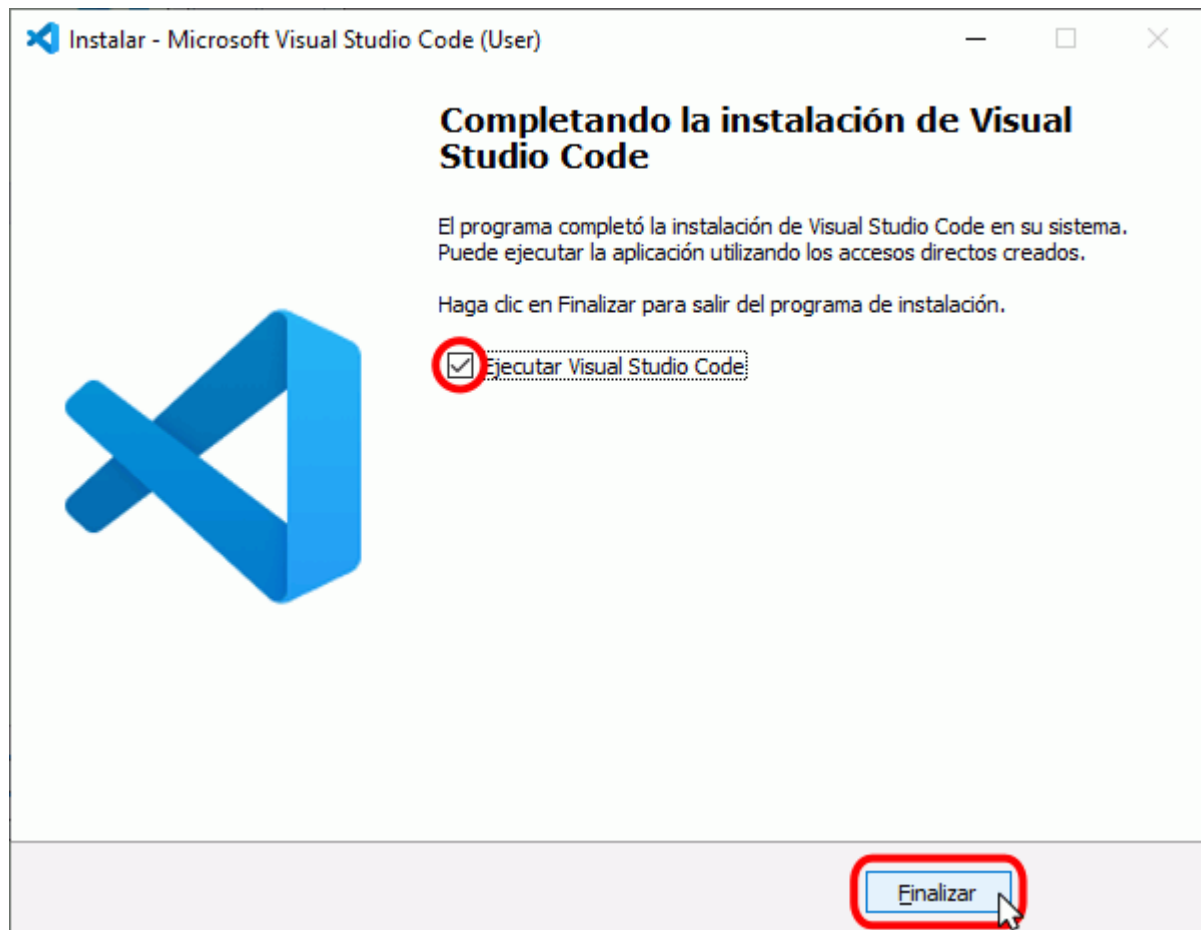 Instalar - Microsoft Visual Studio Code (User)
Completando la instalación de Visual
Studio Code
El programa completó la instalación de Visual Studio Code en su sistema.
Puede ejecutar la aplicación utilizando los accesos directos creados.
Haga clic en Finalizar para salir del programa de instalación.
Ejecutar Visual Studio Code
Finalizar